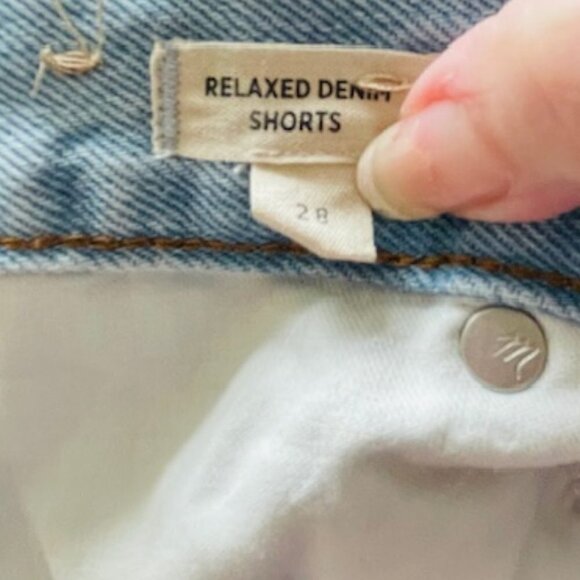 RELAXED DENIM
SHORTS
28
M